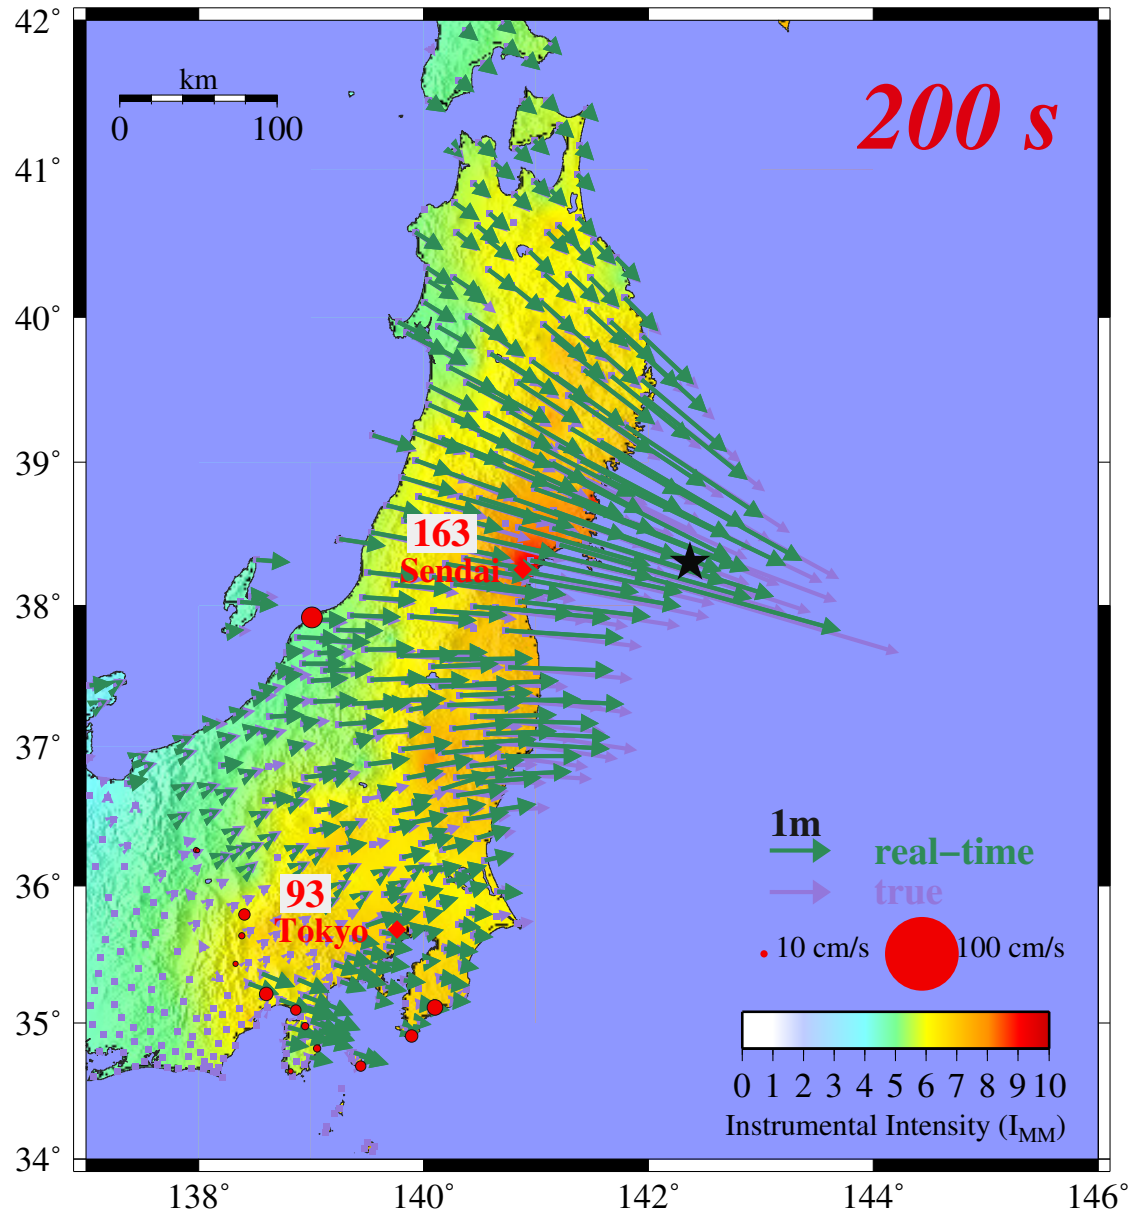 42°
km
0 100
200 s
41°
40°
39°
163
Sendai
38°
37°
1m
real-time
true
36°
93
Tokyo
10 cm/s 100 cm/s
35°
0 1 2 3 4 5 6 7 8 9 10
Instrumental Intensity (IMM)
34°
138° 140° 142° 144° 146°